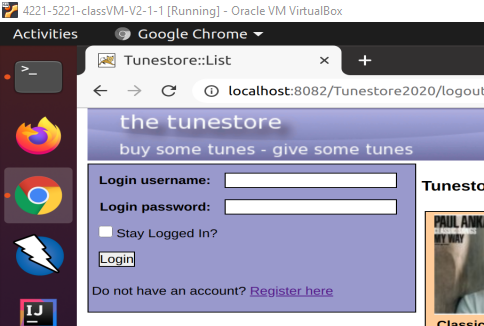 4221-5221-classVM-V2-1-1 [Running] - Oracle VM VirtualBox
Activities Google Chrome
Tunestore::List
localhost:8082/Tunestore2020/logout
the tunestore
buy some tunes - give some tunes
Login username:
Tunesto
Login password:
PAUL ANKA
MY WAY
Stay Logged In?
Login
Do not have an account? Register here
IJ
Classic